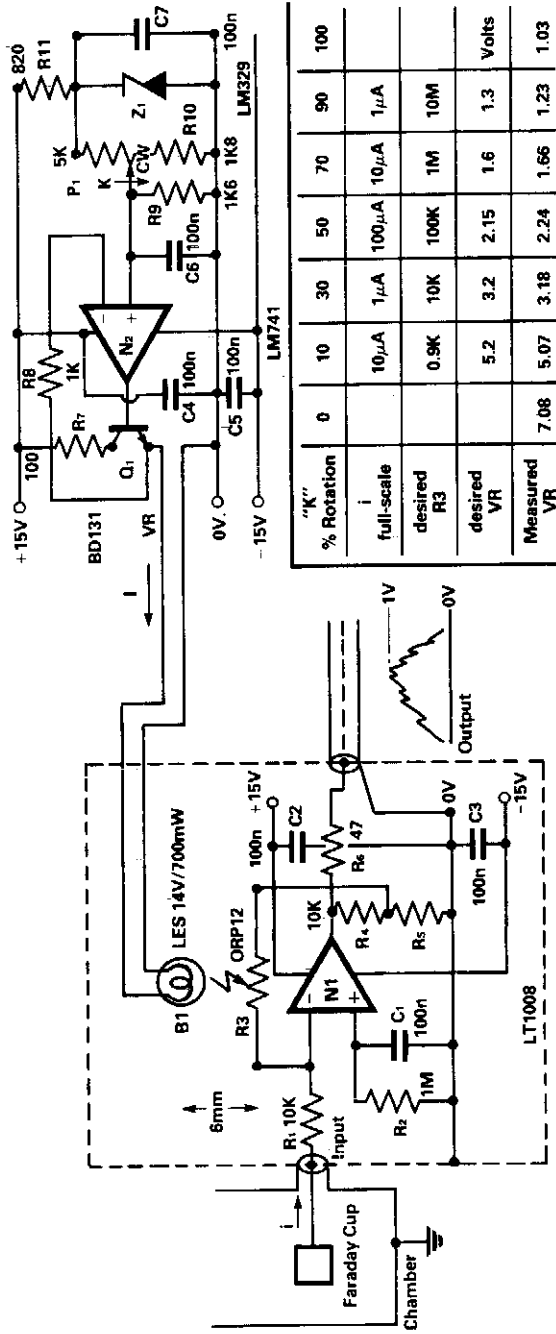 +15V
100
R7
R8
1K
BD131
Q1
VR
I
N2
−
+
LM741
C4
100n
C5
100n
C6
100n
0V.
-15V
P1
5K
K
CW
R9
1K6
R10
1K8
820
R11
Z1
LM329
C7
100n
B1
LES 14V/700mW
6mm
R3
ORP12
R1 10K
Input
i
Faraday Cup
Chamber
N1
−
+
R2
1M
C1
100n
LT1008
10K
R4
R5
R6
47
100n
C2
+15V
0V
C3
100n
-15V
Output
1V
0V
"K" % Rotation 0 10 30 50 70 90 100
i full-scale 10μA 1μA 100μA 10μA 1μA
desired R3 0.9K 10K 100K 1M 10M
desired VR 5.2 3.2 2.15 1.6 1.3 Volts
Measured VR 7.08 5.07 3.18 2.24 1.66 1.23 1.03